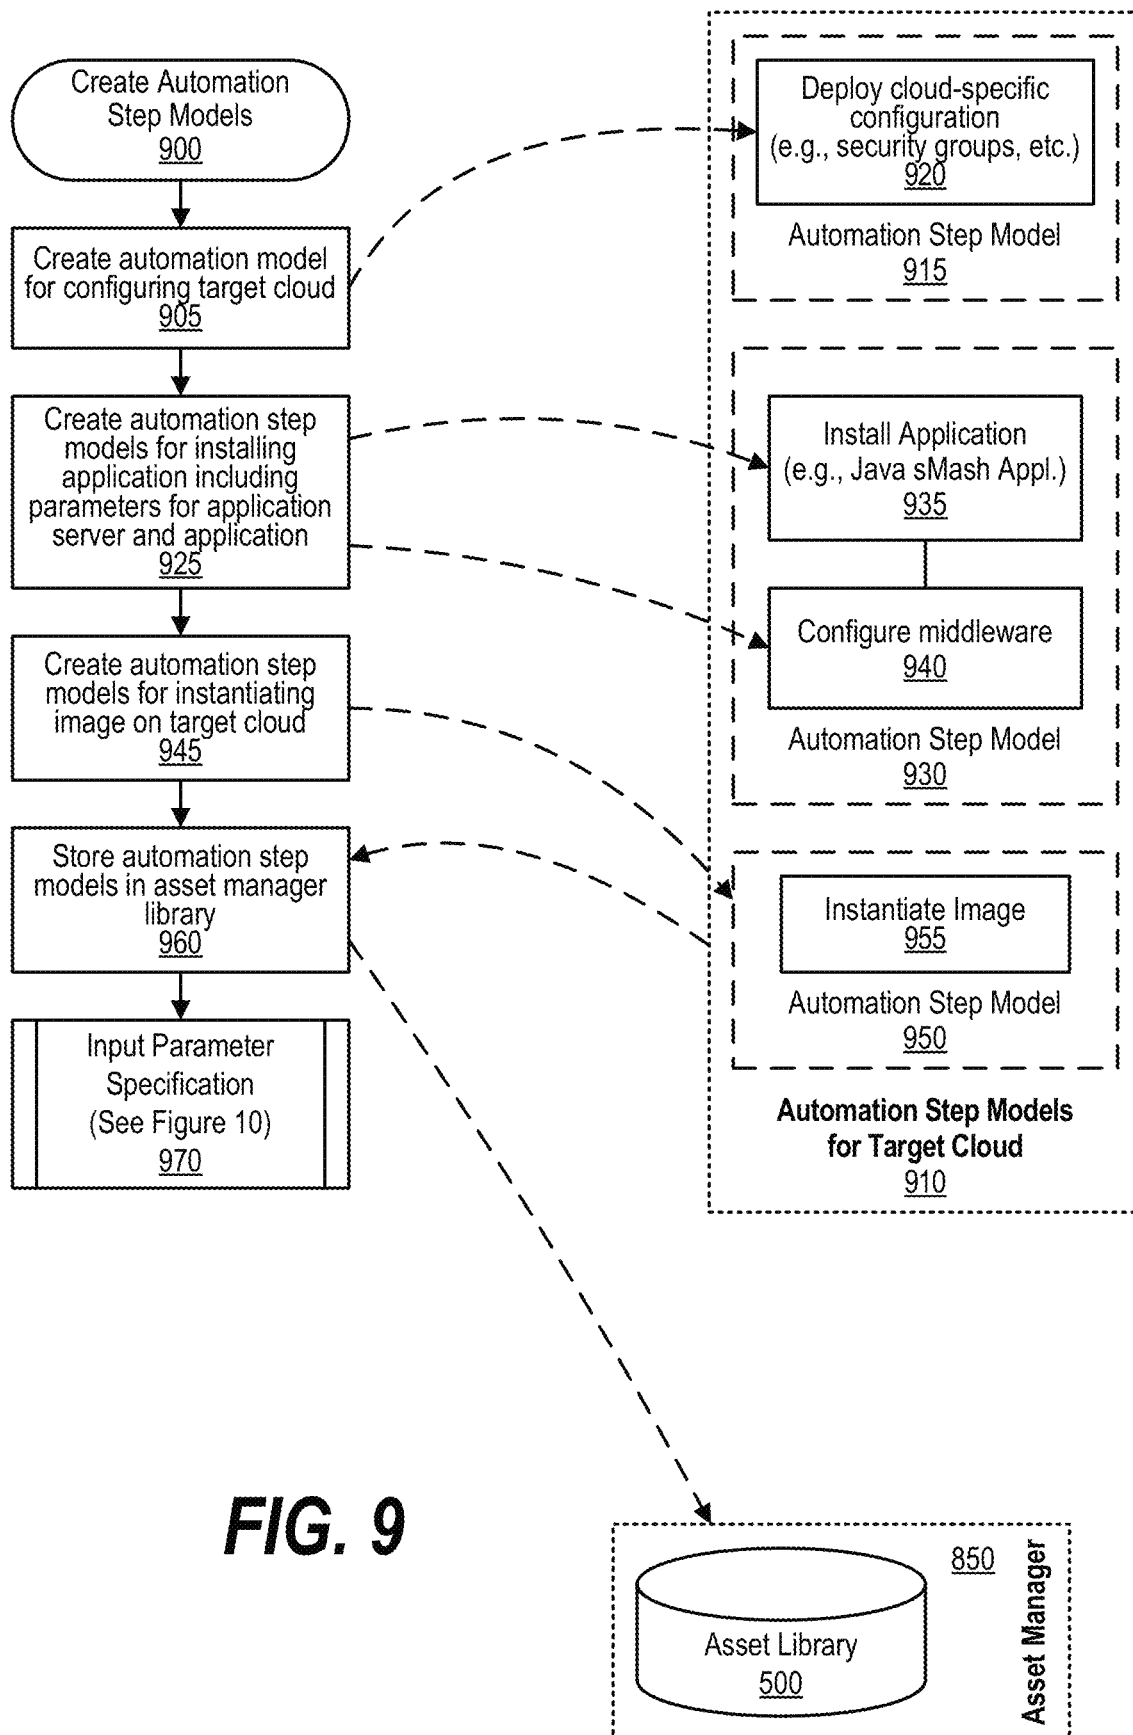 Create Automation
Step Models
900
Create automation model
for configuring target cloud
905
Create automation step
models for installing
application including
parameters for application
server and application
925
Create automation step
models for instantiating
image on target cloud
945
Store automation step
models in asset manager
library
960
Input Parameter
Specification
(See Figure 10)
970
Deploy cloud-specific
configuration
(e.g., security groups, etc.)
920
Automation Step Model
915
Install Application
(e.g., Java sMash Appl.)
935
Configure middleware
940
Automation Step Model
930
Instantiate Image
955
Automation Step Model
950
Automation Step Models
for Target Cloud
910
FIG. 9
850
Asset Manager
Asset Library
500